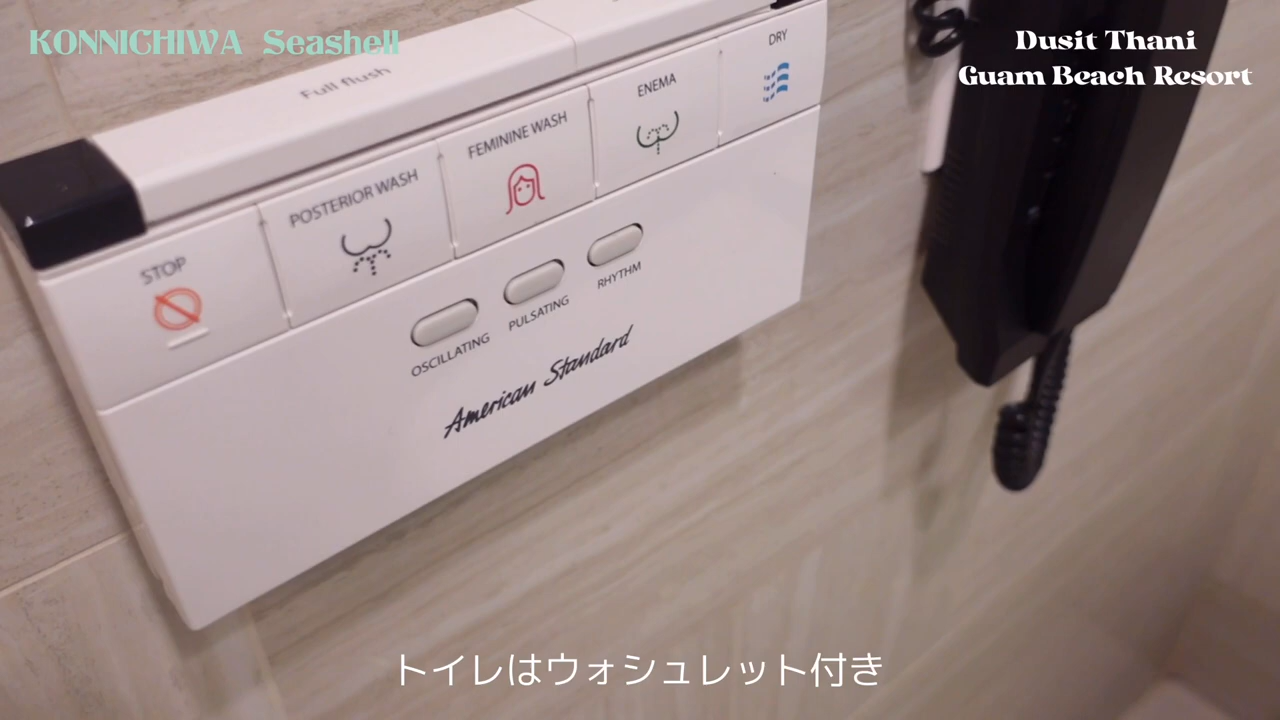 KONNICHIWA Seashell
Dusit Thani
Guam Beach Resort
Full flush
STOP
POSTERIOR WASH
FEMININE WASH
ENEMA
DRY
OSCILLATING
PULSATING
RHYTHM
American Standard
トイレはウォシュレット付き